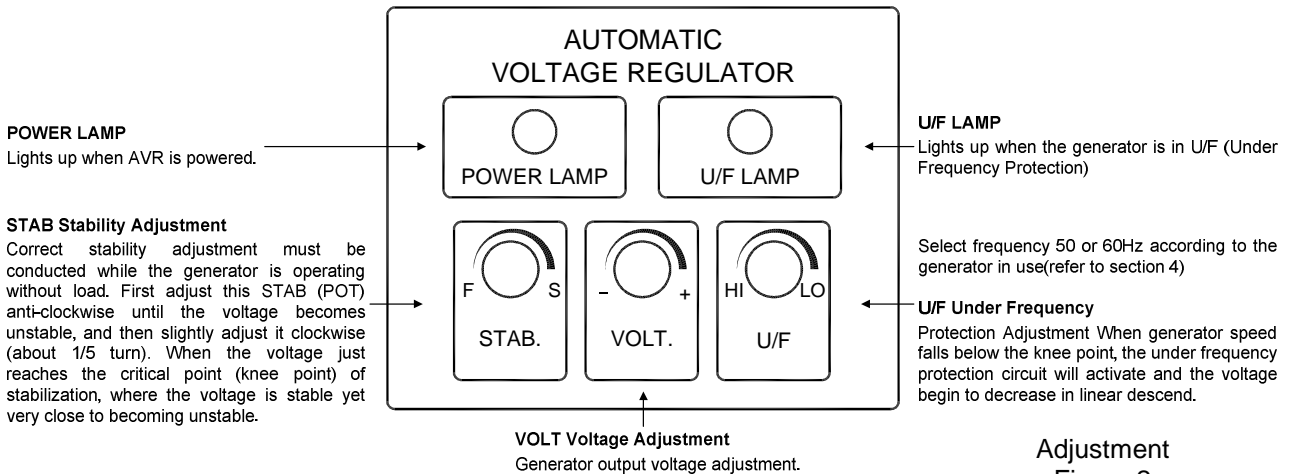 AUTOMATIC
VOLTAGE REGULATOR
POWER LAMP
U/F LAMP
F
S
STAB.
–
+
VOLT.
HI
LO
U/F
POWER LAMP
Lights up when AVR is powered.
STAB Stability Adjustment
Correct stability adjustment must be
conducted while the generator is operating
without load. First adjust this STAB (POT)
anti-clockwise until the voltage becomes
unstable, and then slightly adjust it clockwise
(about 1/5 turn). When the voltage just
reaches the critical point (knee point) of
stabilization, where the voltage is stable yet
very close to becoming unstable.
U/F LAMP
Lights up when the generator is in U/F (Under
Frequency Protection)
Select frequency 50 or 60Hz according to the
generator in use(refer to section 4)
U/F Under Frequency
Protection Adjustment When generator speed
falls below the knee point, the under frequency
protection circuit will activate and the voltage
begin to decrease in linear descend.
VOLT Voltage Adjustment
Generator output voltage adjustment.
Adjustment